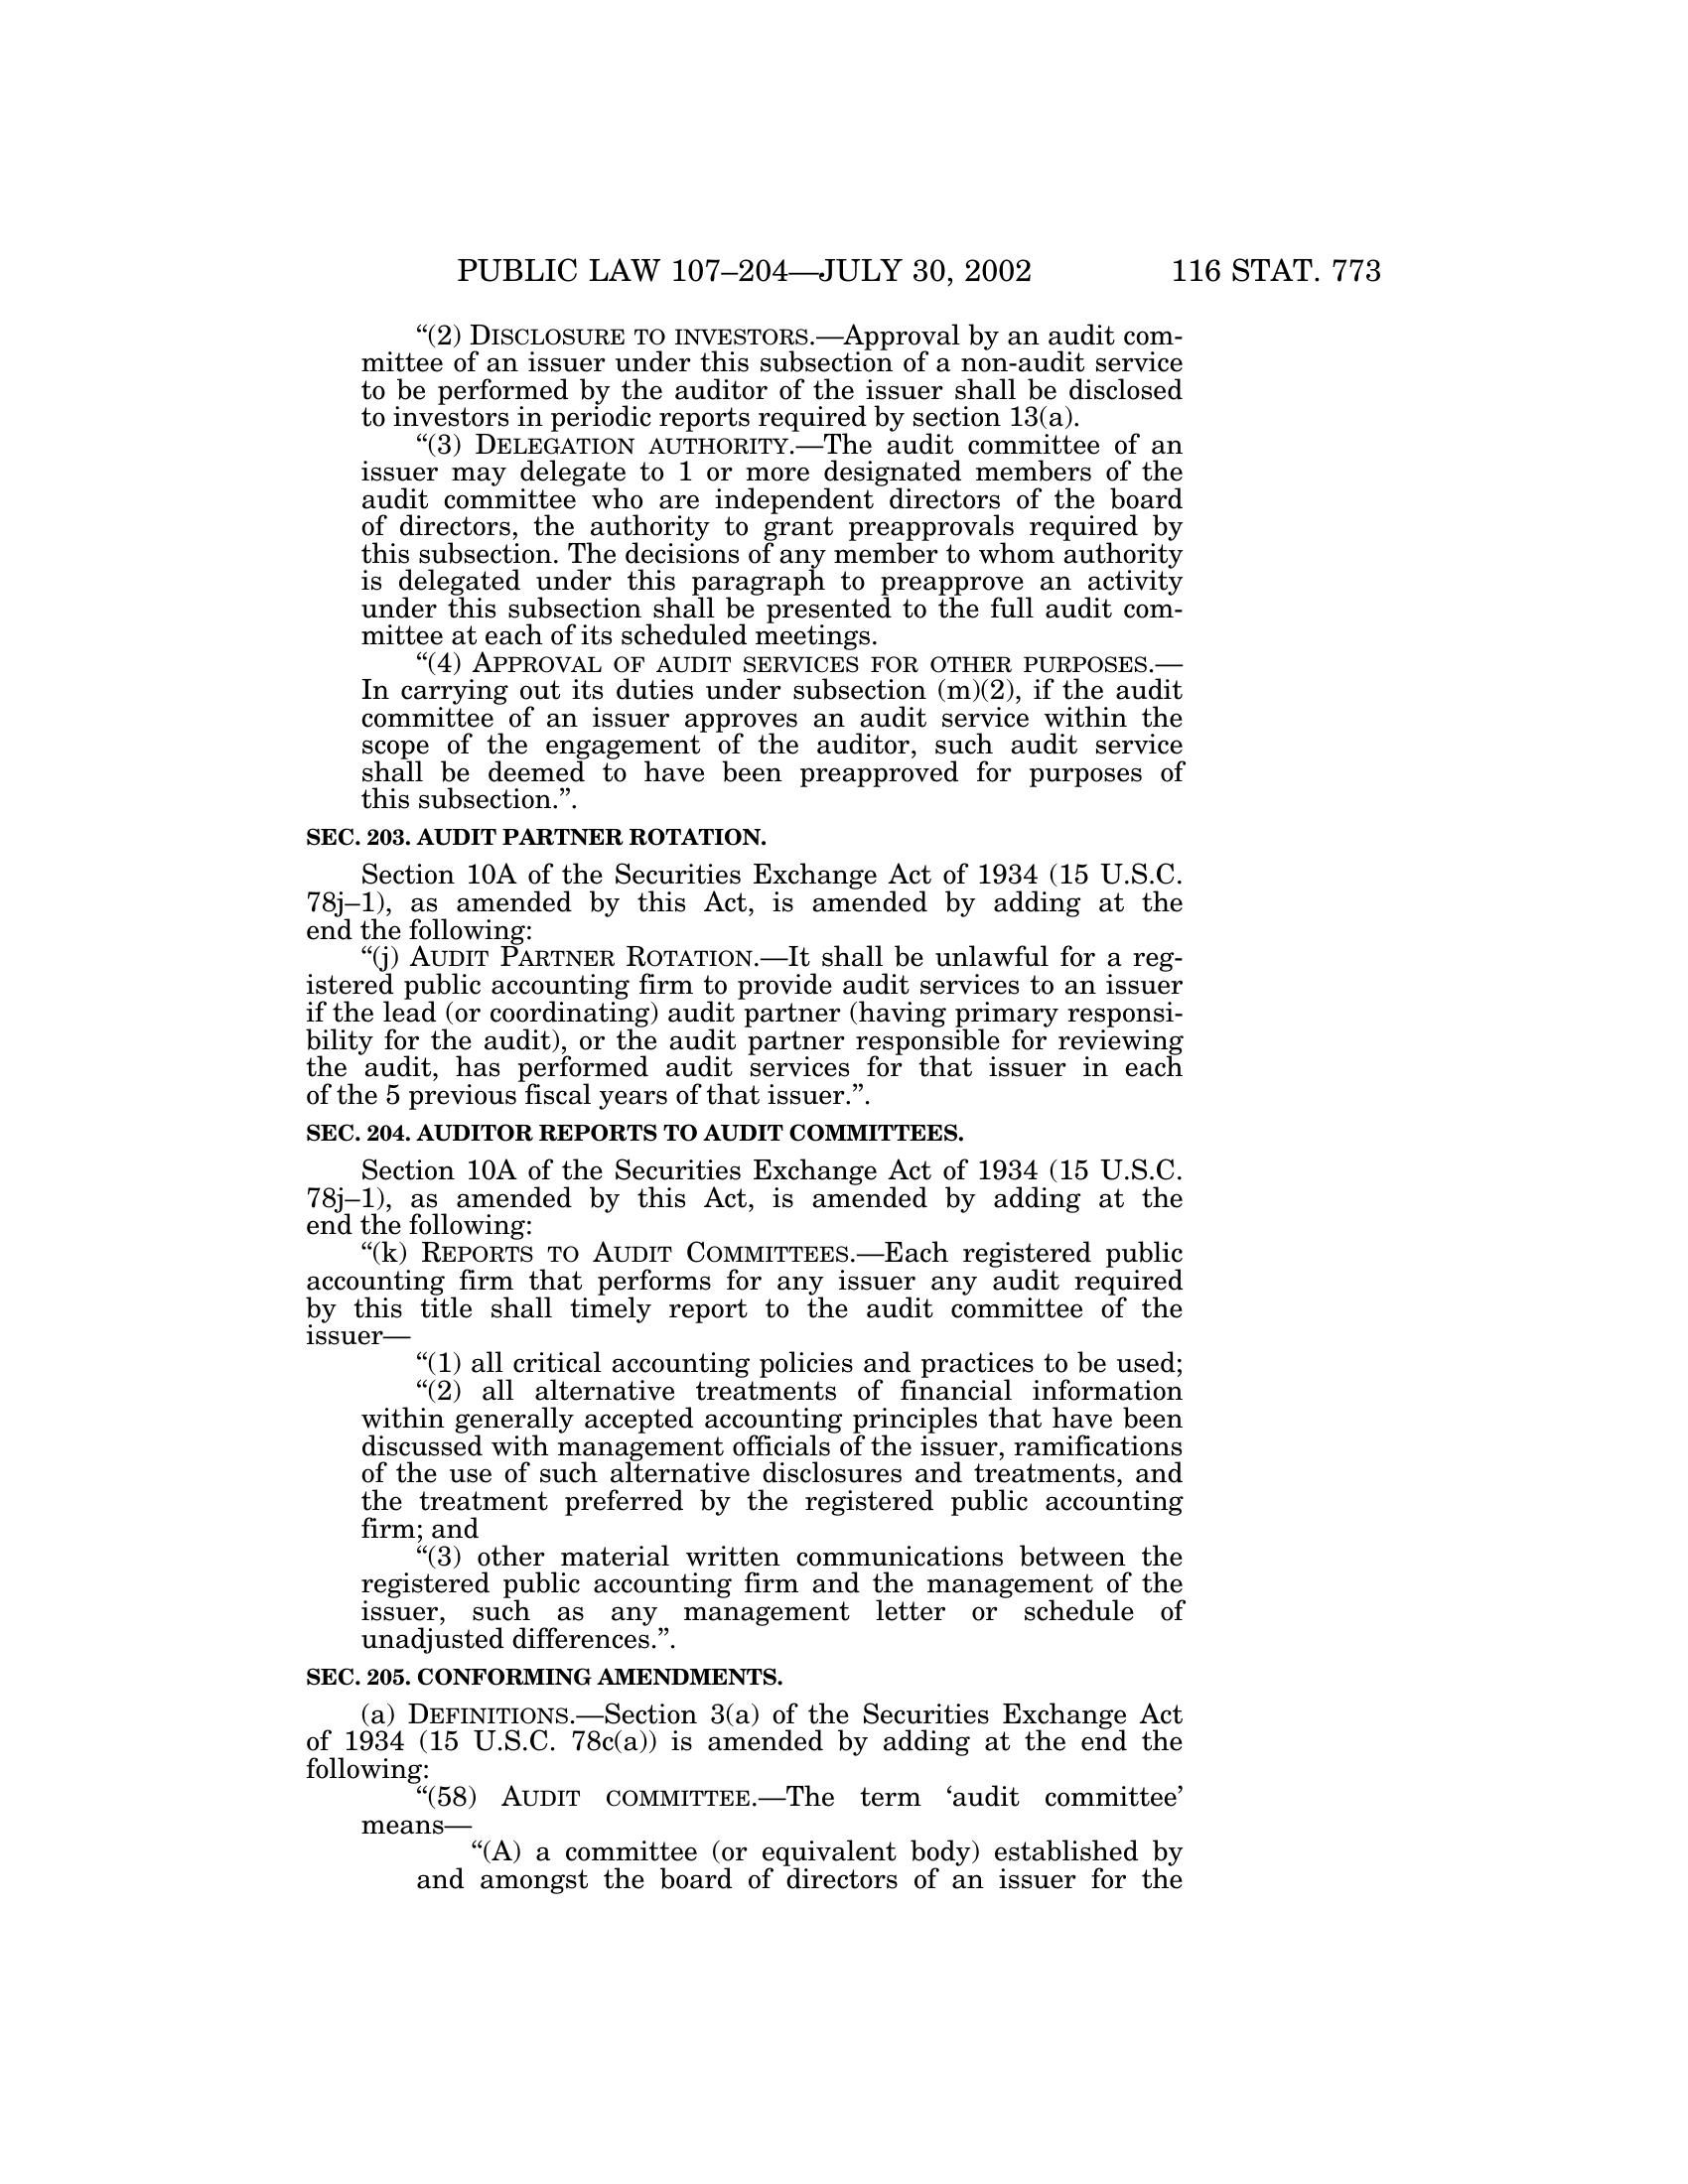 PUBLIC LAW 107–204—JULY 30, 2002 116 STAT. 773
“(2) DISCLOSURE TO INVESTORS.—Approval by an audit com-
mittee of an issuer under this subsection of a non-audit service
to be performed by the auditor of the issuer shall be disclosed
to investors in periodic reports required by section 13(a).
“(3) DELEGATION AUTHORITY.—The audit committee of an
issuer may delegate to 1 or more designated members of the
audit committee who are independent directors of the board
of directors, the authority to grant preapprovals required by
this subsection. The decisions of any member to whom authority
is delegated under this paragraph to preapprove an activity
under this subsection shall be presented to the full audit com-
mittee at each of its scheduled meetings.
“(4) APPROVAL OF AUDIT SERVICES FOR OTHER PURPOSES.—
In carrying out its duties under subsection (m)(2), if the audit
committee of an issuer approves an audit service within the
scope of the engagement of the auditor, such audit service
shall be deemed to have been preapproved for purposes of
this subsection.”.
SEC. 203. AUDIT PARTNER ROTATION.
Section 10A of the Securities Exchange Act of 1934 (15 U.S.C.
78j–1), as amended by this Act, is amended by adding at the
end the following:
“(j) AUDIT PARTNER ROTATION.—It shall be unlawful for a reg-
istered public accounting firm to provide audit services to an issuer
if the lead (or coordinating) audit partner (having primary responsi-
bility for the audit), or the audit partner responsible for reviewing
the audit, has performed audit services for that issuer in each
of the 5 previous fiscal years of that issuer.”.
SEC. 204. AUDITOR REPORTS TO AUDIT COMMITTEES.
Section 10A of the Securities Exchange Act of 1934 (15 U.S.C.
78j–1), as amended by this Act, is amended by adding at the
end the following:
“(k) REPORTS TO AUDIT COMMITTEES.—Each registered public
accounting firm that performs for any issuer any audit required
by this title shall timely report to the audit committee of the
issuer—
“(1) all critical accounting policies and practices to be used;
“(2) all alternative treatments of financial information
within generally accepted accounting principles that have been
discussed with management officials of the issuer, ramifications
of the use of such alternative disclosures and treatments, and
the treatment preferred by the registered public accounting
firm; and
“(3) other material written communications between the
registered public accounting firm and the management of the
issuer, such as any management letter or schedule of
unadjusted differences.”.
SEC. 205. CONFORMING AMENDMENTS.
(a) DEFINITIONS.—Section 3(a) of the Securities Exchange Act
of 1934 (15 U.S.C. 78c(a)) is amended by adding at the end the
following:
“(58) AUDIT COMMITTEE.—The term ‘audit committee’
means—
“(A) a committee (or equivalent body) established by
and amongst the board of directors of an issuer for the